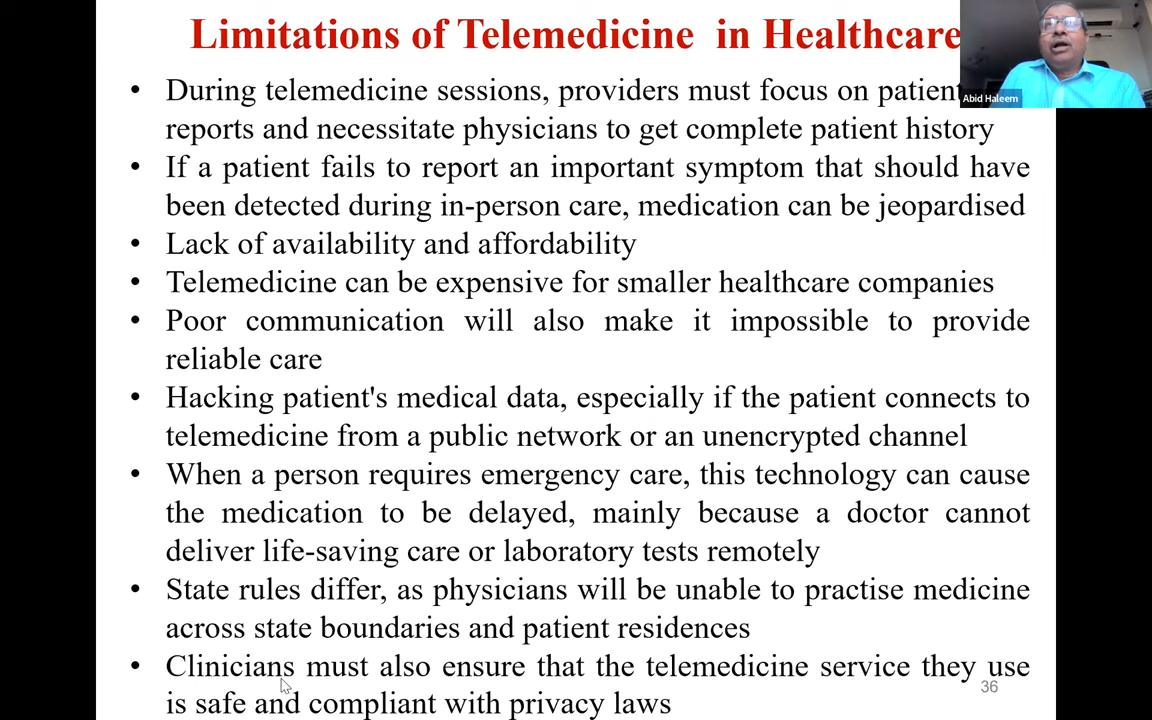 Limitations of Telemedicine in Healthcare
Abid Haleem
• During telemedicine sessions, providers must focus on patient
reports and necessitate physicians to get complete patient history
• If a patient fails to report an important symptom that should have
been detected during in-person care, medication can be jeopardised
• Lack of availability and affordability
• Telemedicine can be expensive for smaller healthcare companies
• Poor communication will also make it impossible to provide
reliable care
• Hacking patient's medical data, especially if the patient connects to
telemedicine from a public network or an unencrypted channel
• When a person requires emergency care, this technology can cause
the medication to be delayed, mainly because a doctor cannot
deliver life-saving care or laboratory tests remotely
• State rules differ, as physicians will be unable to practise medicine
across state boundaries and patient residences
• Clinicians must also ensure that the telemedicine service they use
is safe and compliant with privacy laws
36